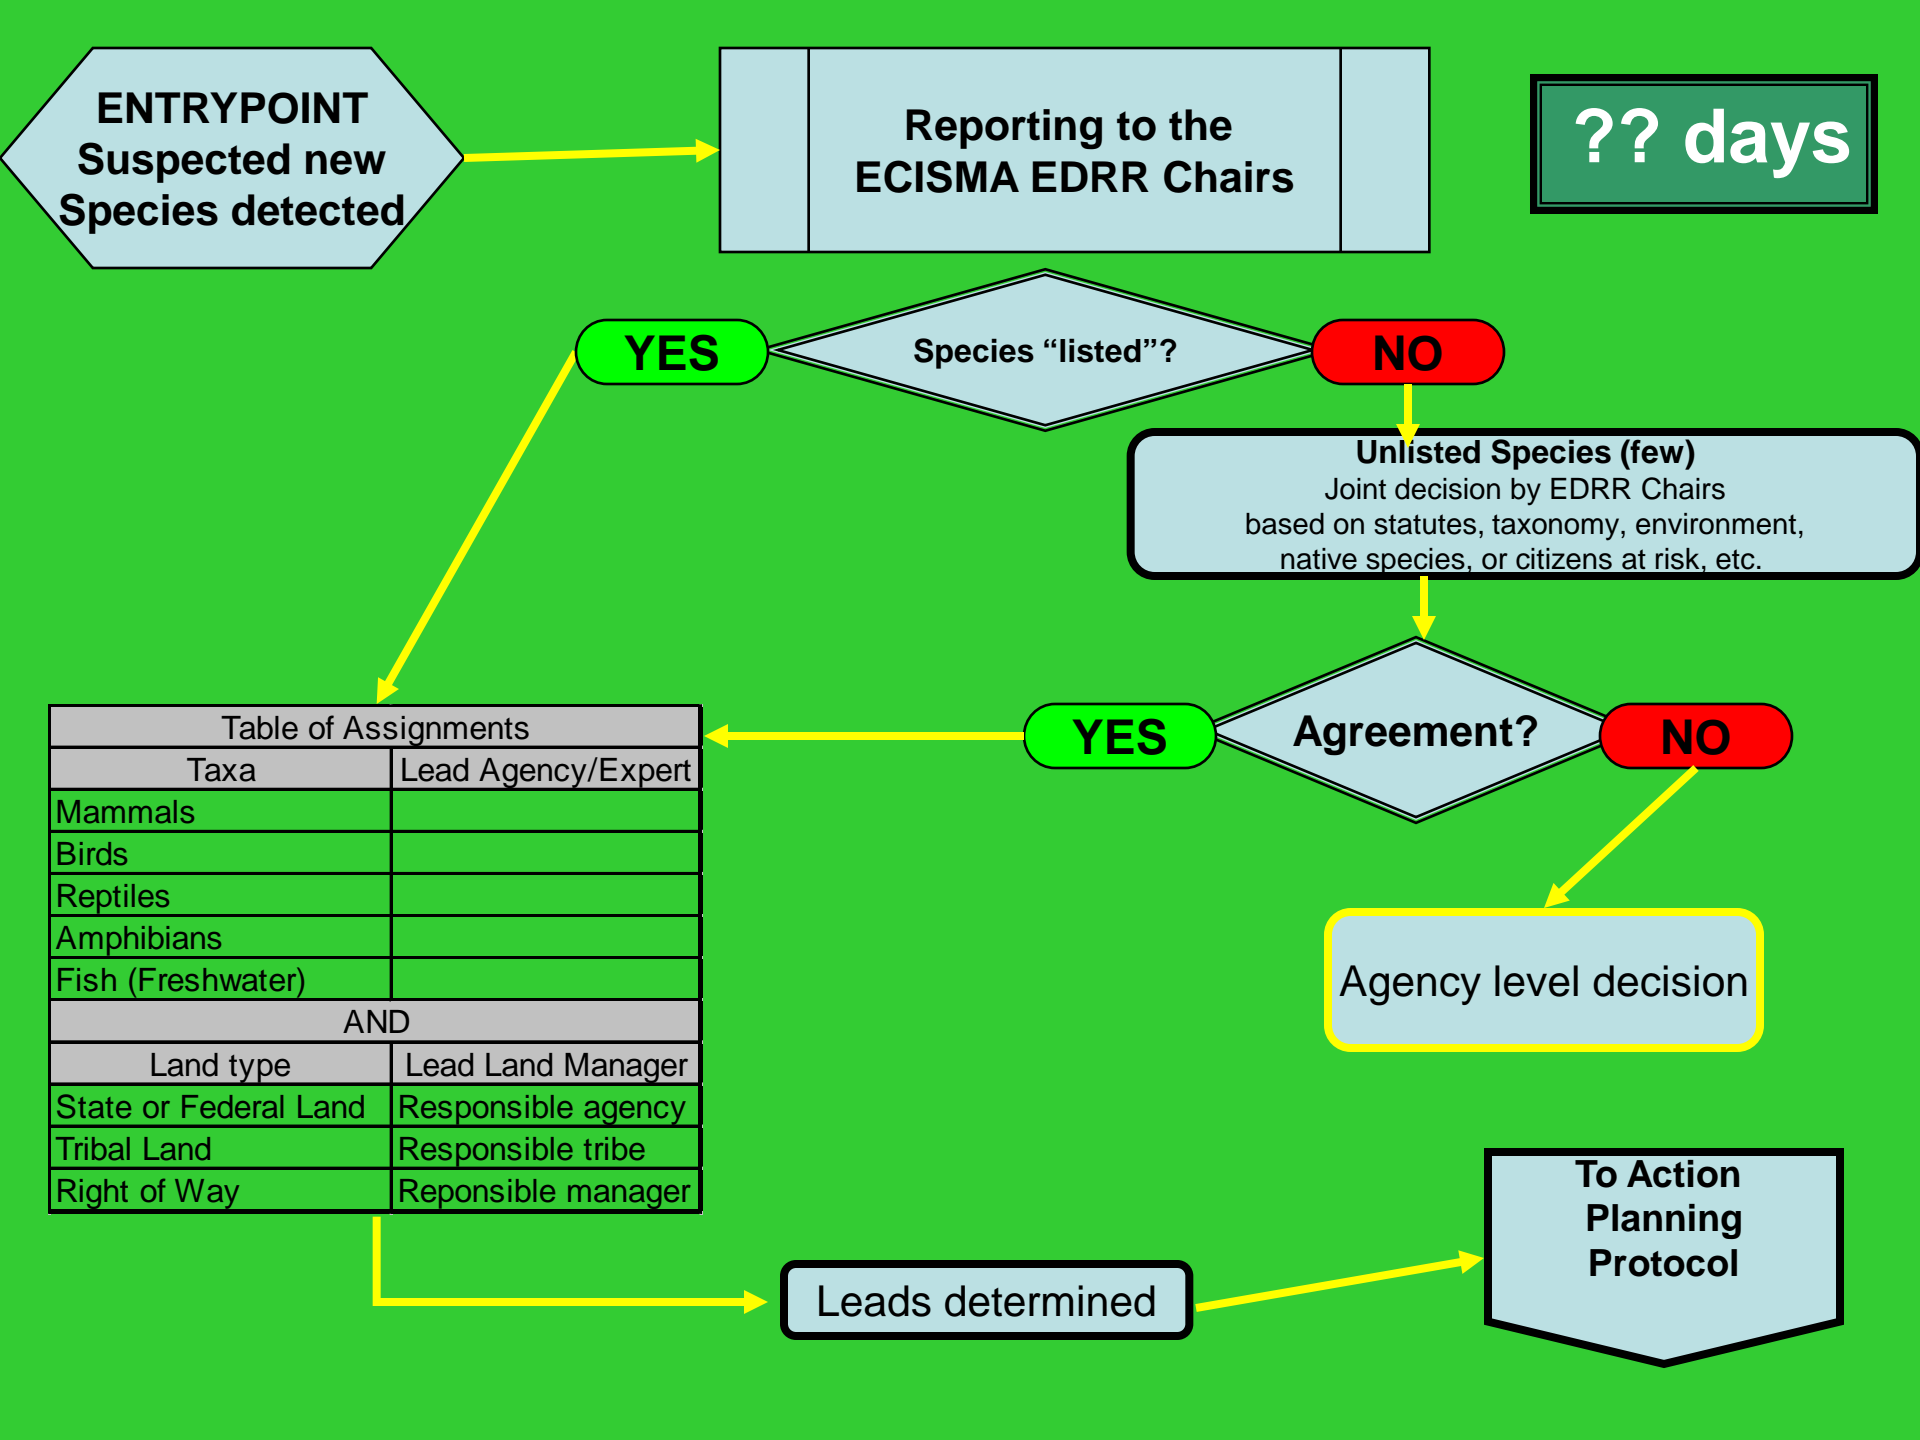 ENTRYPOINT
Suspected new
Species detected
Reporting to the
ECISMA EDRR Chairs
?? days
YES
Species “listed”?
NO
Unlisted Species (few)
Joint decision by EDRR Chairs
based on statutes, taxonomy, environment,
native species, or citizens at risk, etc.
YES
Agreement?
NO
Agency level decision
Table of Assignments
Taxa Lead Agency/Expert
Mammals
Birds
Reptiles
Amphibians
Fish (Freshwater)
AND
Land type Lead Land Manager
State or Federal Land Responsible agency
Tribal Land Responsible tribe
Right of Way Reponsible manager
Leads determined
To Action
Planning
Protocol